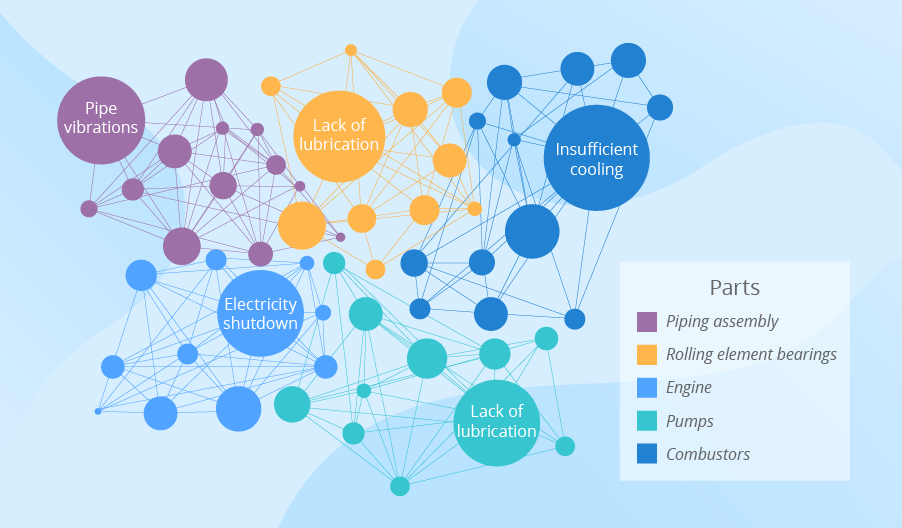 Pipe
vibrations
Lack of
lubrication
Insufficient
cooling
Electricity
shutdown
Lack of
lubrication
Parts
Piping assembly
Rolling element bearings
Engine
Pumps
Combustors